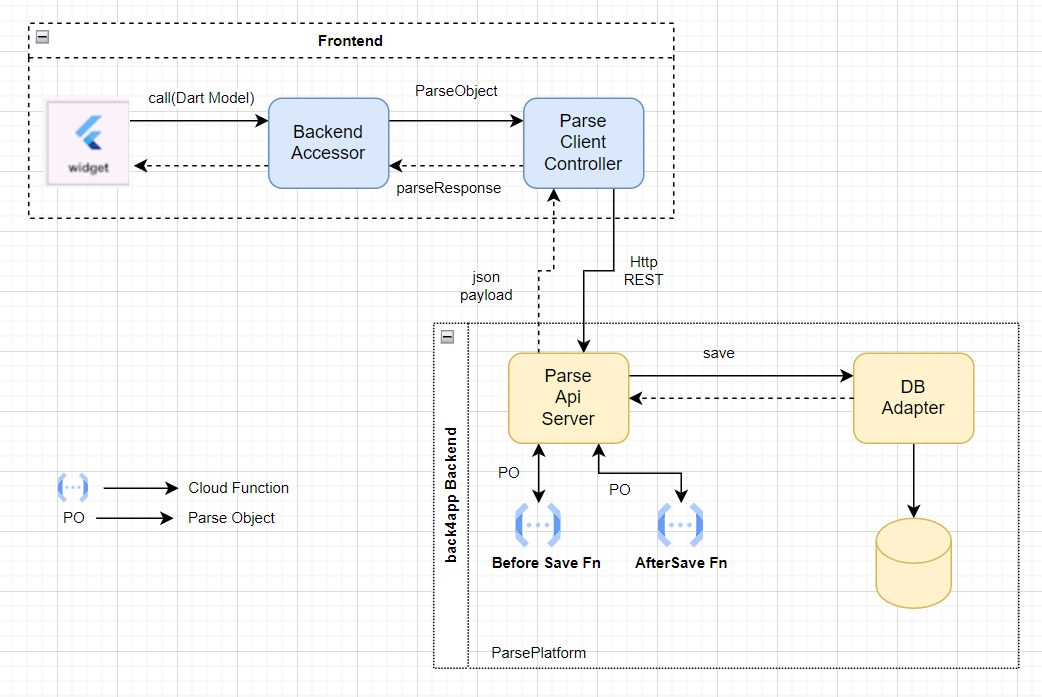 Frontend
call(Dart Model)
ParseObject
Backend
Accessor
Parse
Client
Controller
widget
parseResponse
Http
REST
json
payload
save
Parse
Api
Server
DB
Adapter
back4app Backend
PO
PO
Cloud Function
PO
Parse Object
Before Save Fn
AfterSave Fn
ParsePlatform